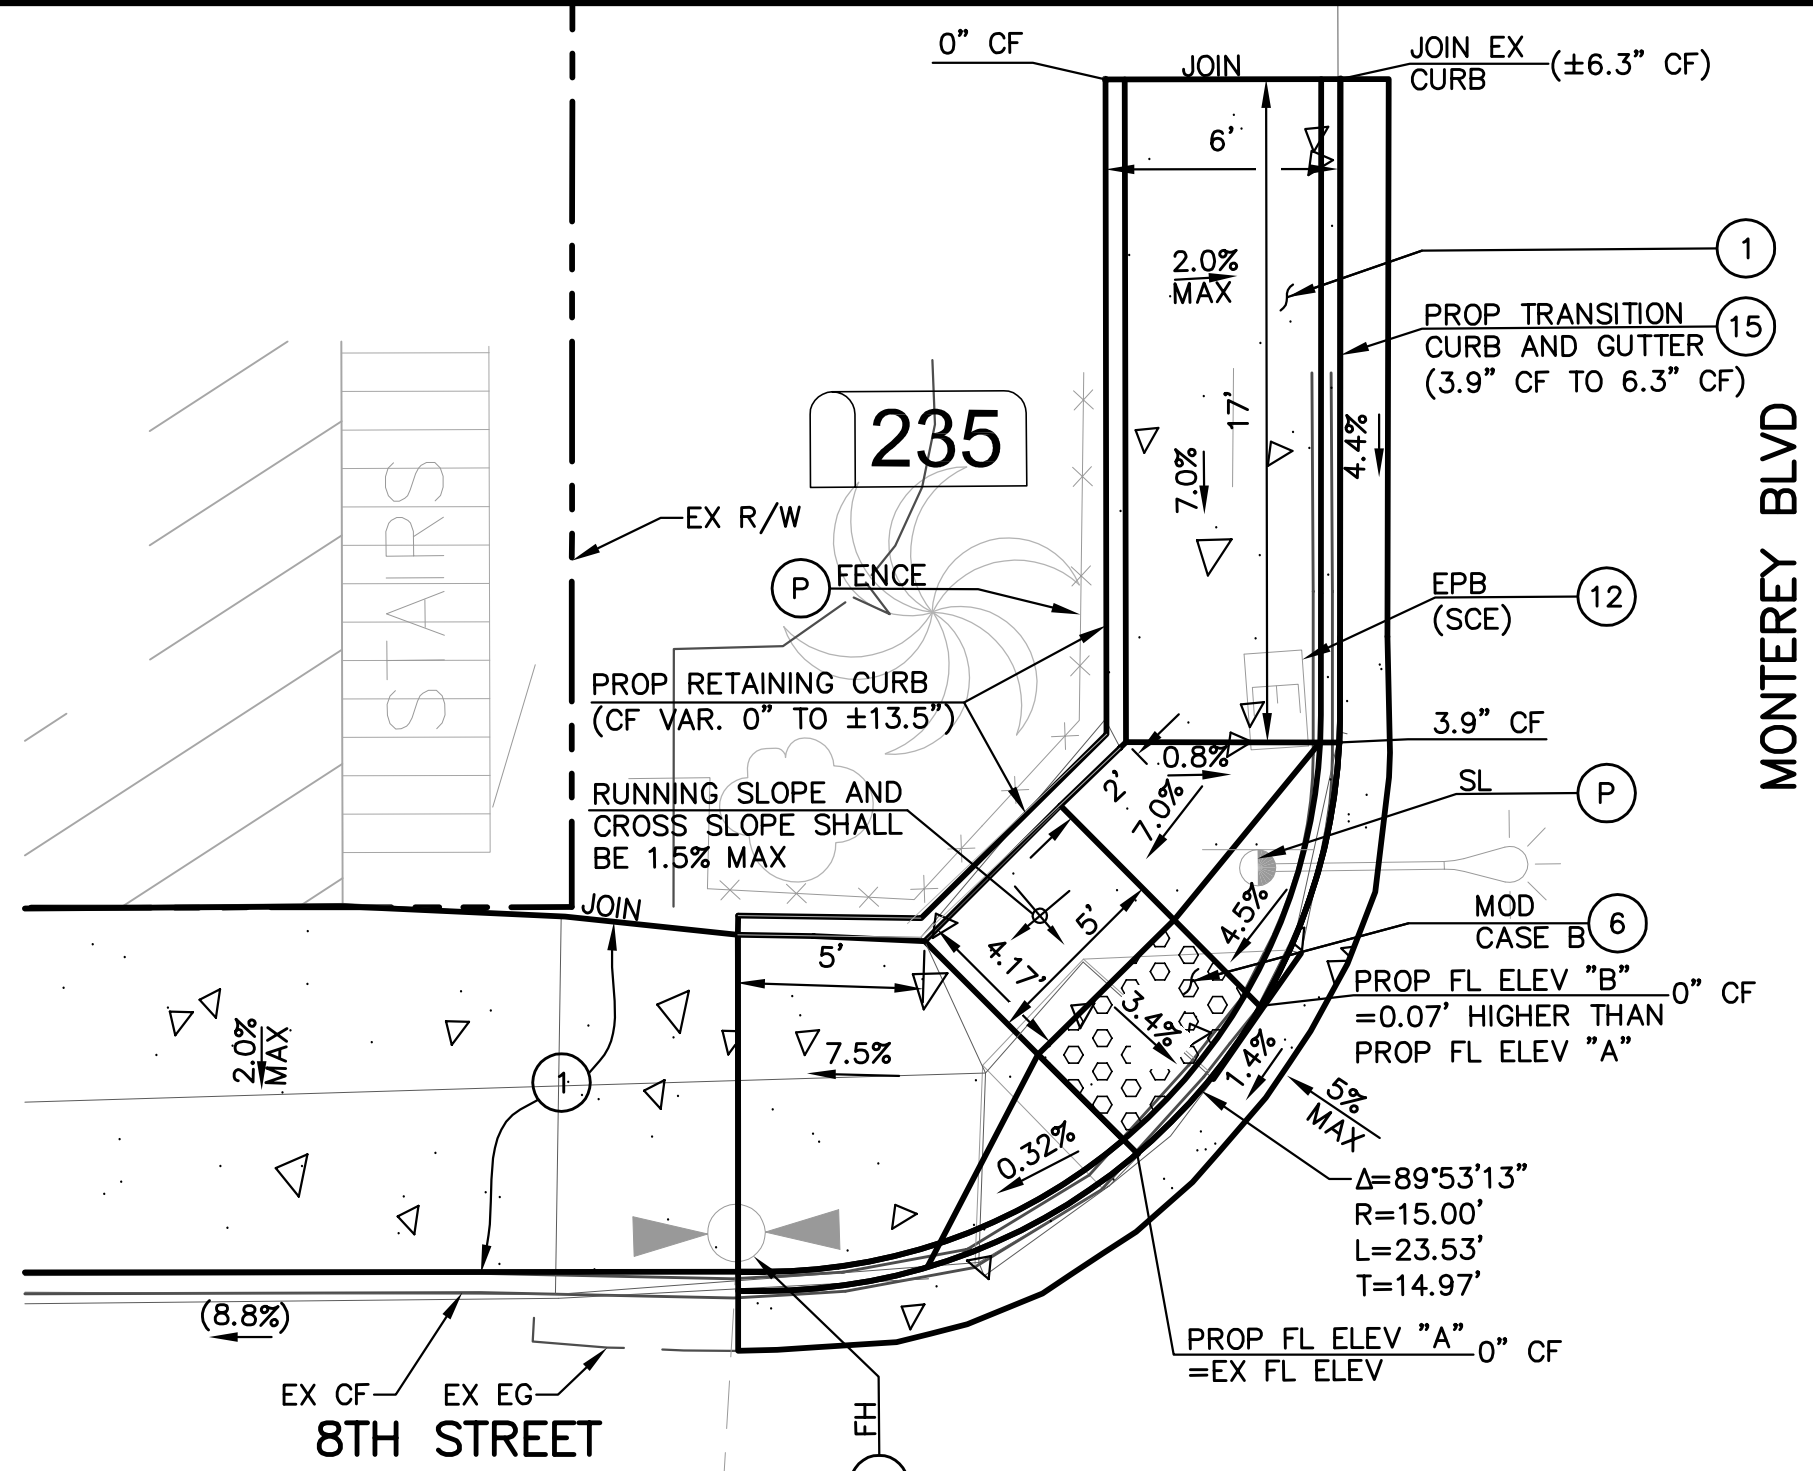 0" CF
JOIN
JOIN EX
CURB
(±6.3" CF)
6'
1
2.0%
MAX
PROP TRANSITION
CURB AND GUTTER
(3.9" CF TO 6.3" CF)
15
17'
4.4%
7.0%
235
STAIRS
EX R/W
P
FENCE
MONTEREY BLVD
EPB
(SCE)
12
E
PROP RETAINING CURB
(CF VAR. 0" TO ±13.5")
3.9" CF
2'
0.8%
7.0%
SL
P
RUNNING SLOPE AND
CROSS SLOPE SHALL
BE 1.5% MAX
JOIN
4.5%
MOD
CASE B
6
5'
5'
4.17'
PROP FL ELEV "B"
=0.07' HIGHER THAN
PROP FL ELEV "A"
0" CF
3.4%
2.0%
MAX
7.5%
1
1.4%
5%
MAX
0.32%
Δ=89°53'13"
R=15.00'
L=23.53'
T=14.97'
(8.8%)
PROP FL ELEV "A"
=EX FL ELEV
0" CF
EX CF
EX EG
FH
8TH STREET